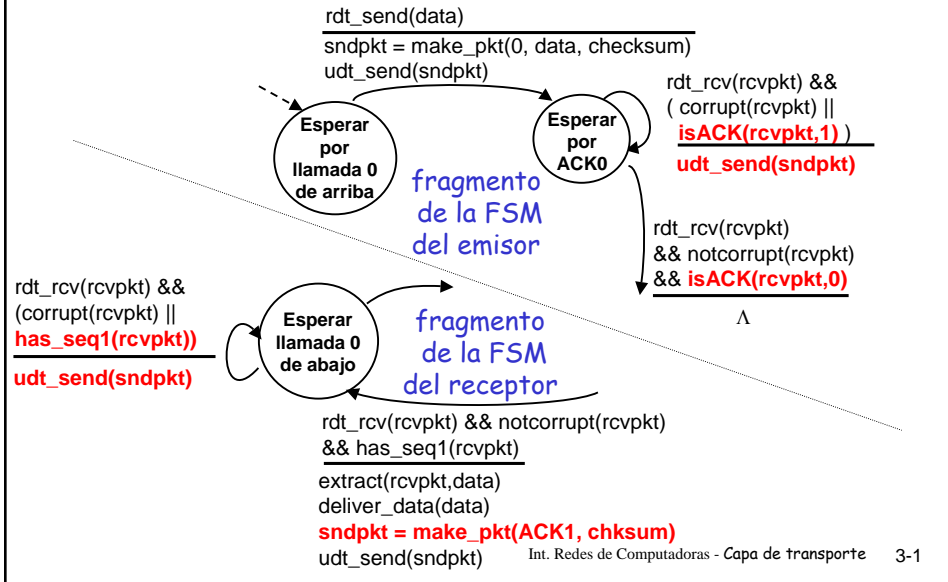 rdt_send(data)
sndpkt = make_pkt(0, data, checksum)
udt_send(sndpkt)
Esperar
por
llamada 0
de arriba
Esperar
por
ACK0
rdt_rcv(rcvpkt) &&
( corrupt(rcvpkt) ||
isACK(rcvpkt,1) )
udt_send(sndpkt)
fragmento
de la FSM
del emisor
rdt_rcv(rcvpkt)
&& notcorrupt(rcvpkt)
&& isACK(rcvpkt,0)
Λ
rdt_rcv(rcvpkt) &&
(corrupt(rcvpkt) ||
has_seq1(rcvpkt))
udt_send(sndpkt)
Esperar
llamada 0
de abajo
fragmento
de la FSM
del receptor
rdt_rcv(rcvpkt) && notcorrupt(rcvpkt)
&& has_seq1(rcvpkt)
extract(rcvpkt,data)
deliver_data(data)
sndpkt = make_pkt(ACK1, chksum)
udt_send(sndpkt)
Int. Redes de Computadoras - Capa de transporte 3-1